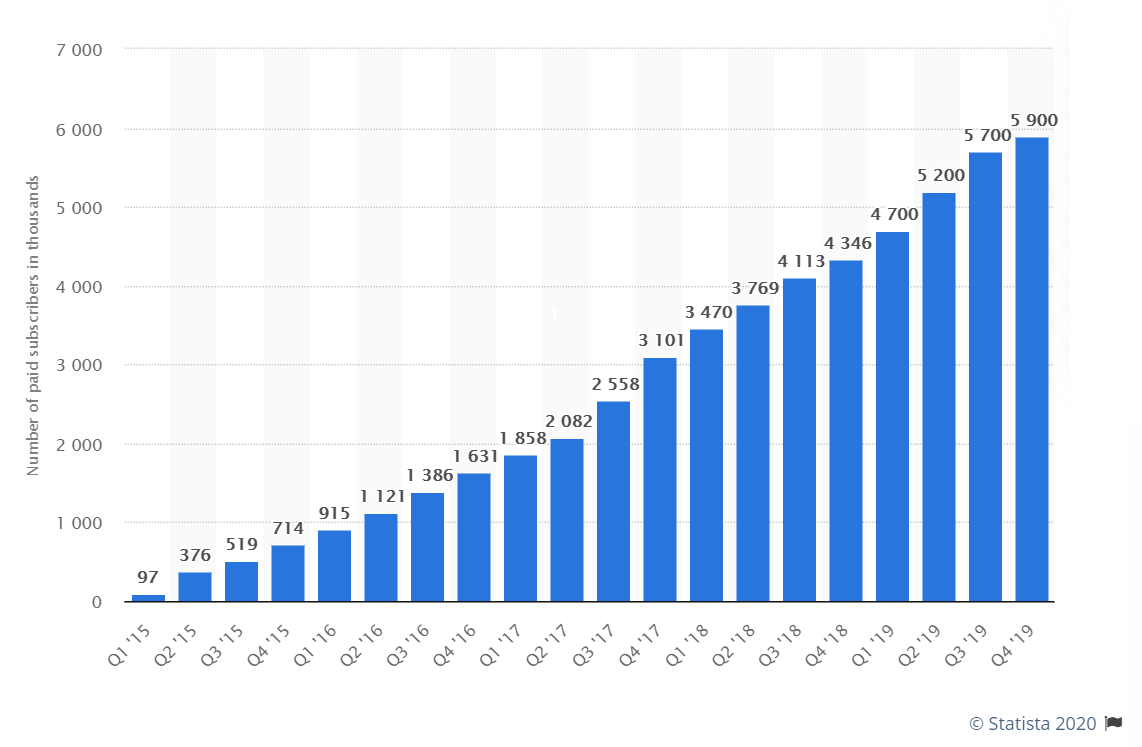 7 000
6 000
5 000
4 000
3 000
2 000
1 000
0
Number of paid subscribers in thousands
97
376
519
714
915
1 121
1 386
1 631
1 858
2 082
2 558
3 101
3 470
3 769
4 113
4 346
4 700
5 200
5 700
5 900
Q1 '15
Q2 '15
Q3 '15
Q4 '15
Q1 '16
Q2 '16
Q3 '16
Q4 '16
Q1 '17
Q2 '17
Q3 '17
Q4 '17
Q1 '18
Q2 '18
Q3 '18
Q4 '18
Q1 '19
Q2 '19
Q3 '19
Q4 '19
© Statista 2020